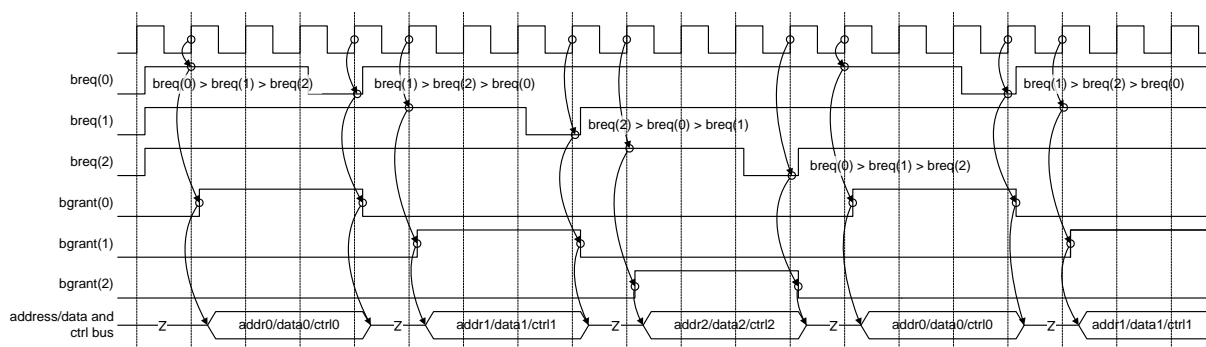 breq(0)
breq(0) > breq(1) > breq(2)
breq(1) > breq(2) > breq(0)
breq(1) > breq(2) > breq(0)
breq(1)
breq(2) > breq(0) > breq(1)
breq(2)
breq(0) > breq(1) > breq(2)
bgrant(0)
bgrant(1)
bgrant(2)
address/data and
ctrl bus
Z
addr0/data0/ctrl0
Z
addr1/data1/ctrl1
Z
addr2/data2/ctrl2
Z
addr0/data0/ctrl0
Z
addr1/data1/ctrl1